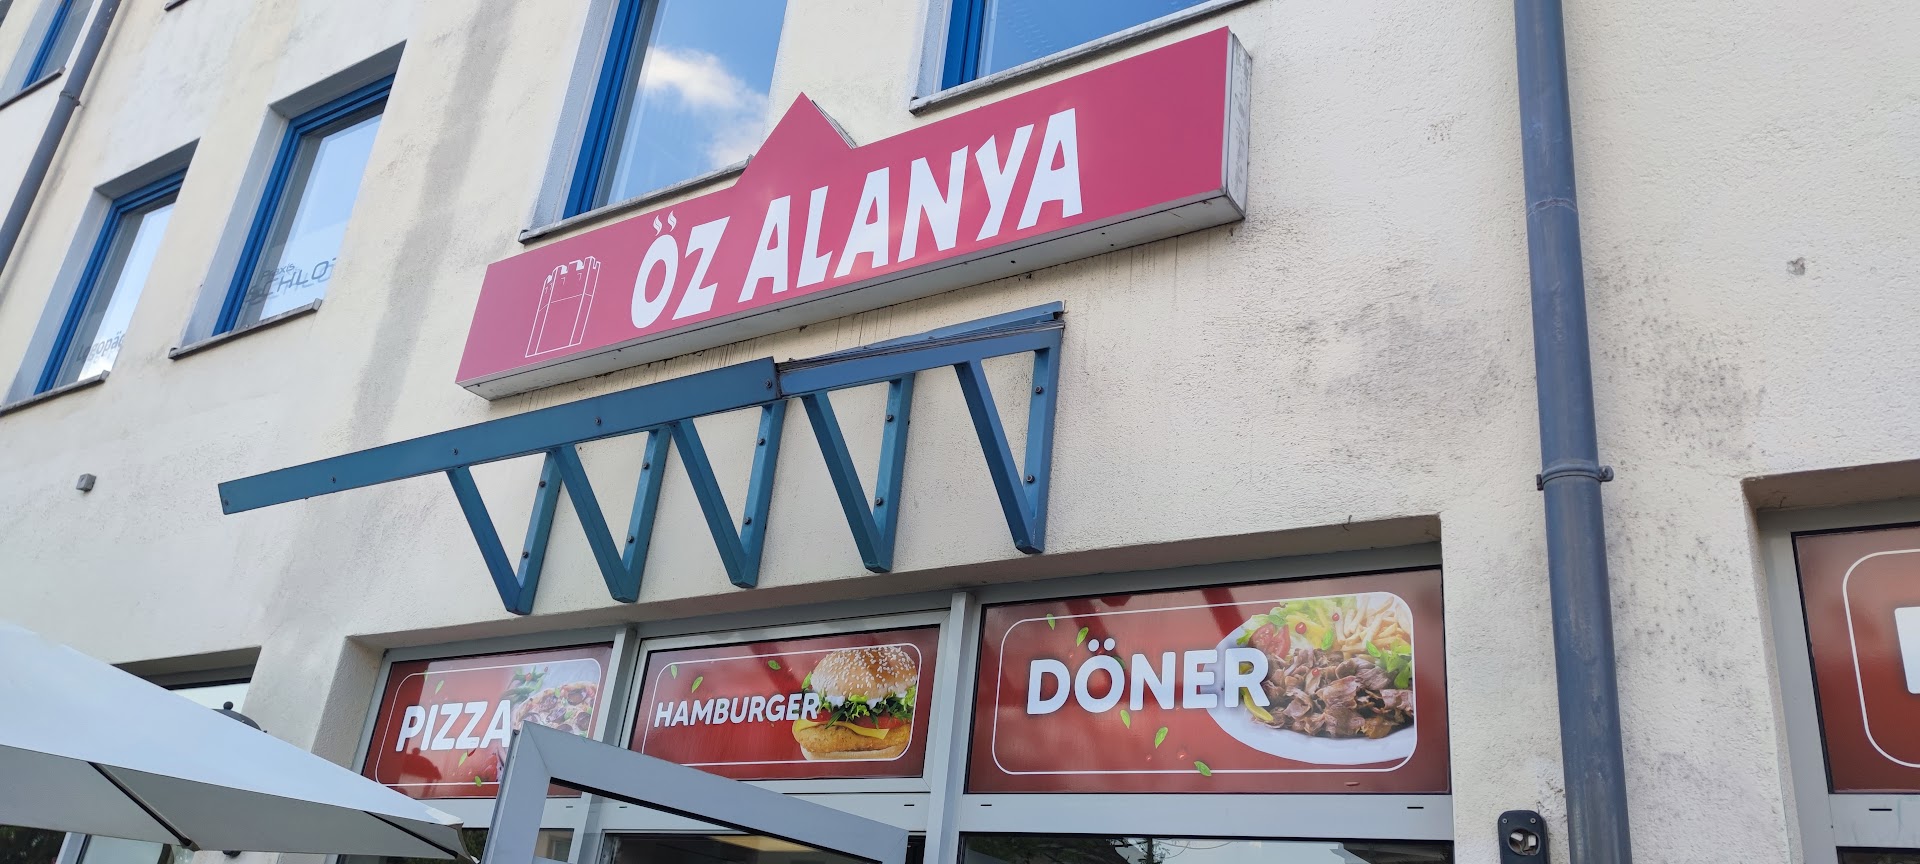 ÖZ ALANYA
PIZZA
HAMBURGER
DÖNER